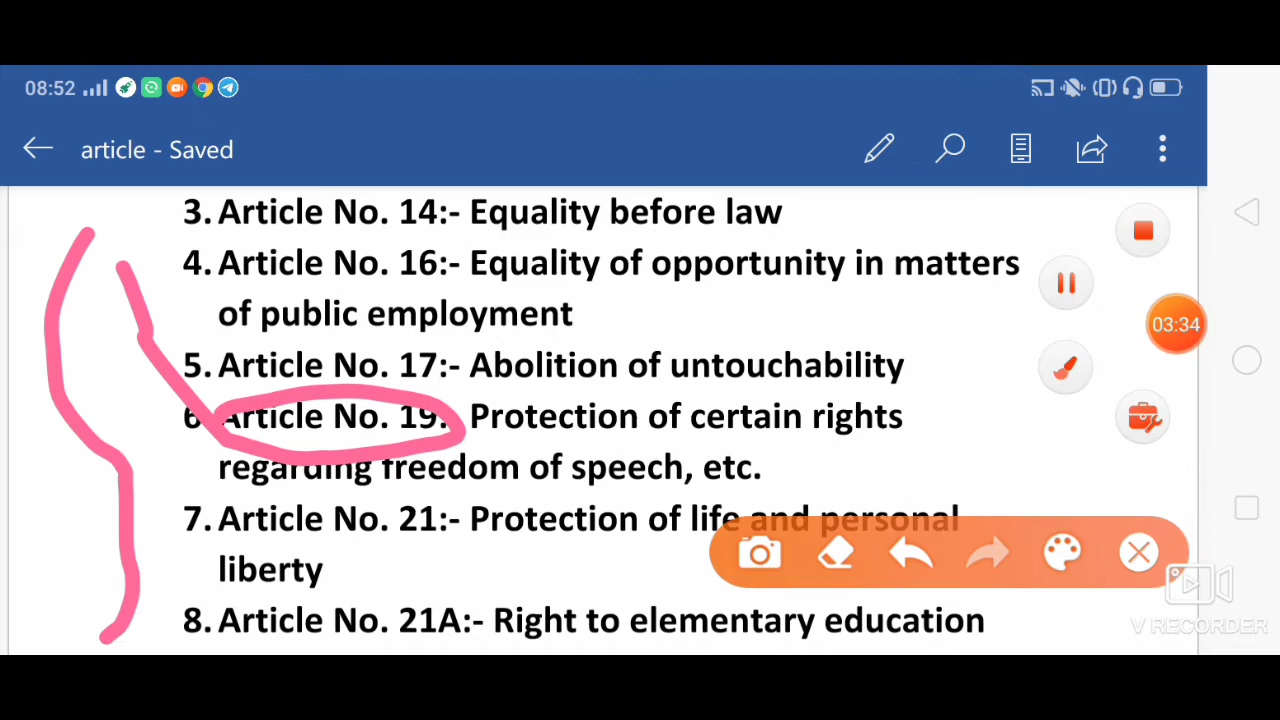 08:52
article - Saved
3. Article No. 14:- Equality before law
4. Article No. 16:- Equality of opportunity in matters
of public employment
03:34
5. Article No. 17:- Abolition of untouchability
6. Article No. 19:- Protection of certain rights
regarding freedom of speech, etc.
7. Article No. 21:- Protection of life and personal
liberty
8. Article No. 21A:- Right to elementary education
V RECORDER